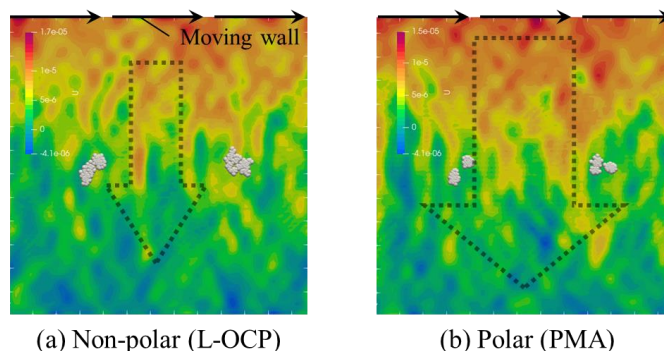 Moving wall
1.7e-05
1e-5
5e-6
0
-4.1e-06
U
1.5e-05
1e-5
5e-6
0
-4.1e-06
U
(a) Non-polar (L-OCP)
(b) Polar (PMA)